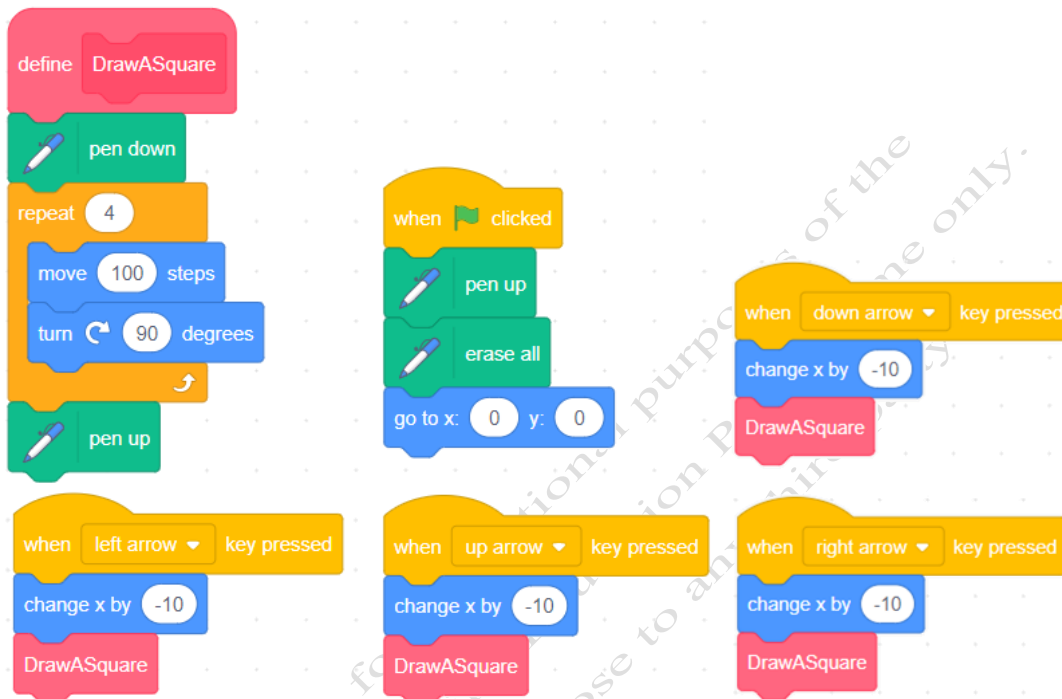 define DrawASquare
pen down
repeat 4
move 100 steps
turn 90 degrees
pen up
when clicked
pen up
erase all
go to x: 0 y: 0
when down arrow key pressed
change x by -10
DrawASquare
when left arrow key pressed
change x by -10
DrawASquare
when up arrow key pressed
change x by -10
DrawASquare
when right arrow key pressed
change x by -10
DrawASquare
of the
only.